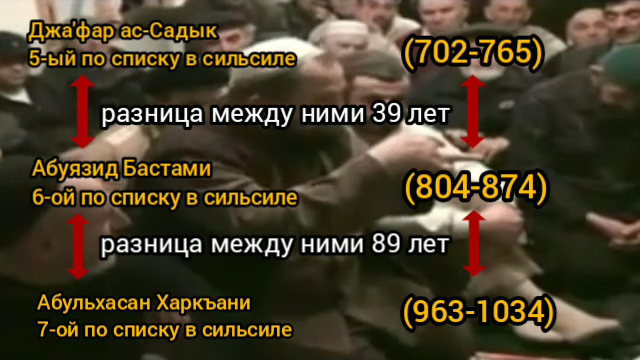 Джа'фар ас-Садык
5-ый по списку в сильсиле
(702-765)
разница между ними 39 лет
Абуязид Бастами
6-ой по списку в сильсиле
(804-874)
разница между ними 89 лет
Абульхасан Харкъани
7-ой по списку в сильсиле
(963-1034)